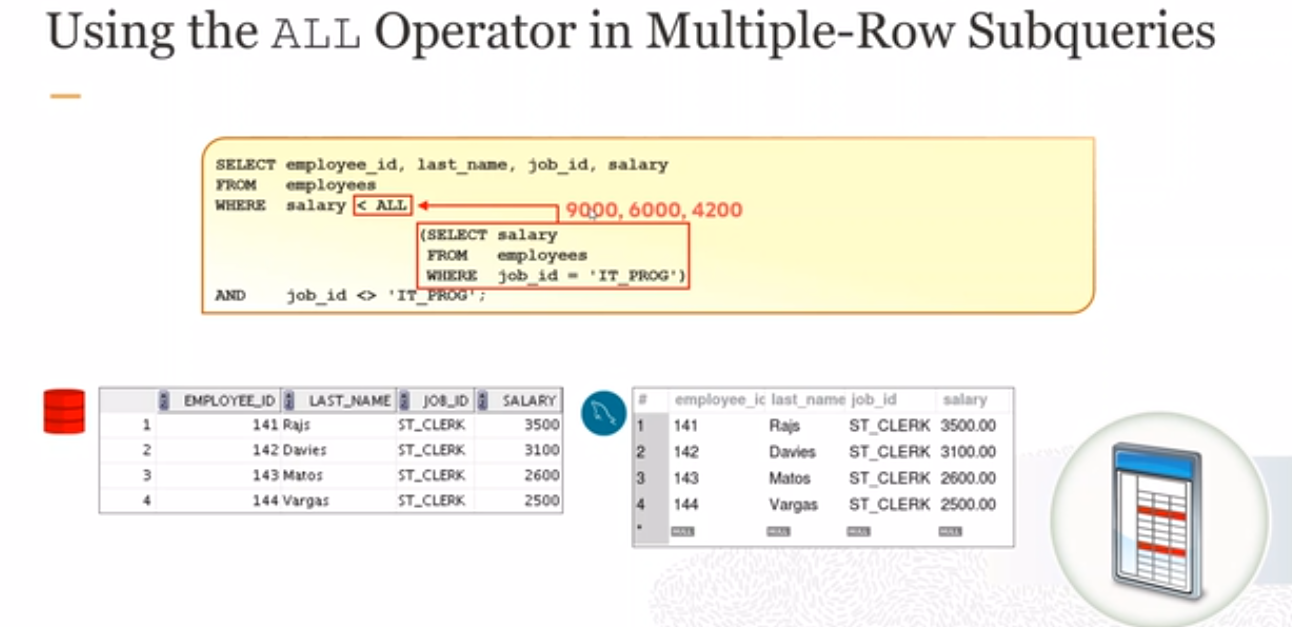 Using the ALL Operator in Multiple-Row Subqueries
SELECT employee_id, last_name, job_id, salary
FROM employees
WHERE salary < ALL
9000, 6000, 4200
(SELECT salary
FROM employees
WHERE job_id = 'IT_PROG')
AND job_id <> 'IT_PROG';
EMPLOYEE_ID LAST_NAME JOB_ID SALARY
1 141 Rajs ST_CLERK 3500
2 142 Davies ST_CLERK 3100
3 143 Matos ST_CLERK 2600
4 144 Vargas ST_CLERK 2500
# employee_ic last_name job_id salary
1 141 Rajs ST_CLERK 3500.00
2 142 Davies ST_CLERK 3100.00
3 143 Matos ST_CLERK 2600.00
4 144 Vargas ST_CLERK 2500.00
* NULL NULL NULL NULL